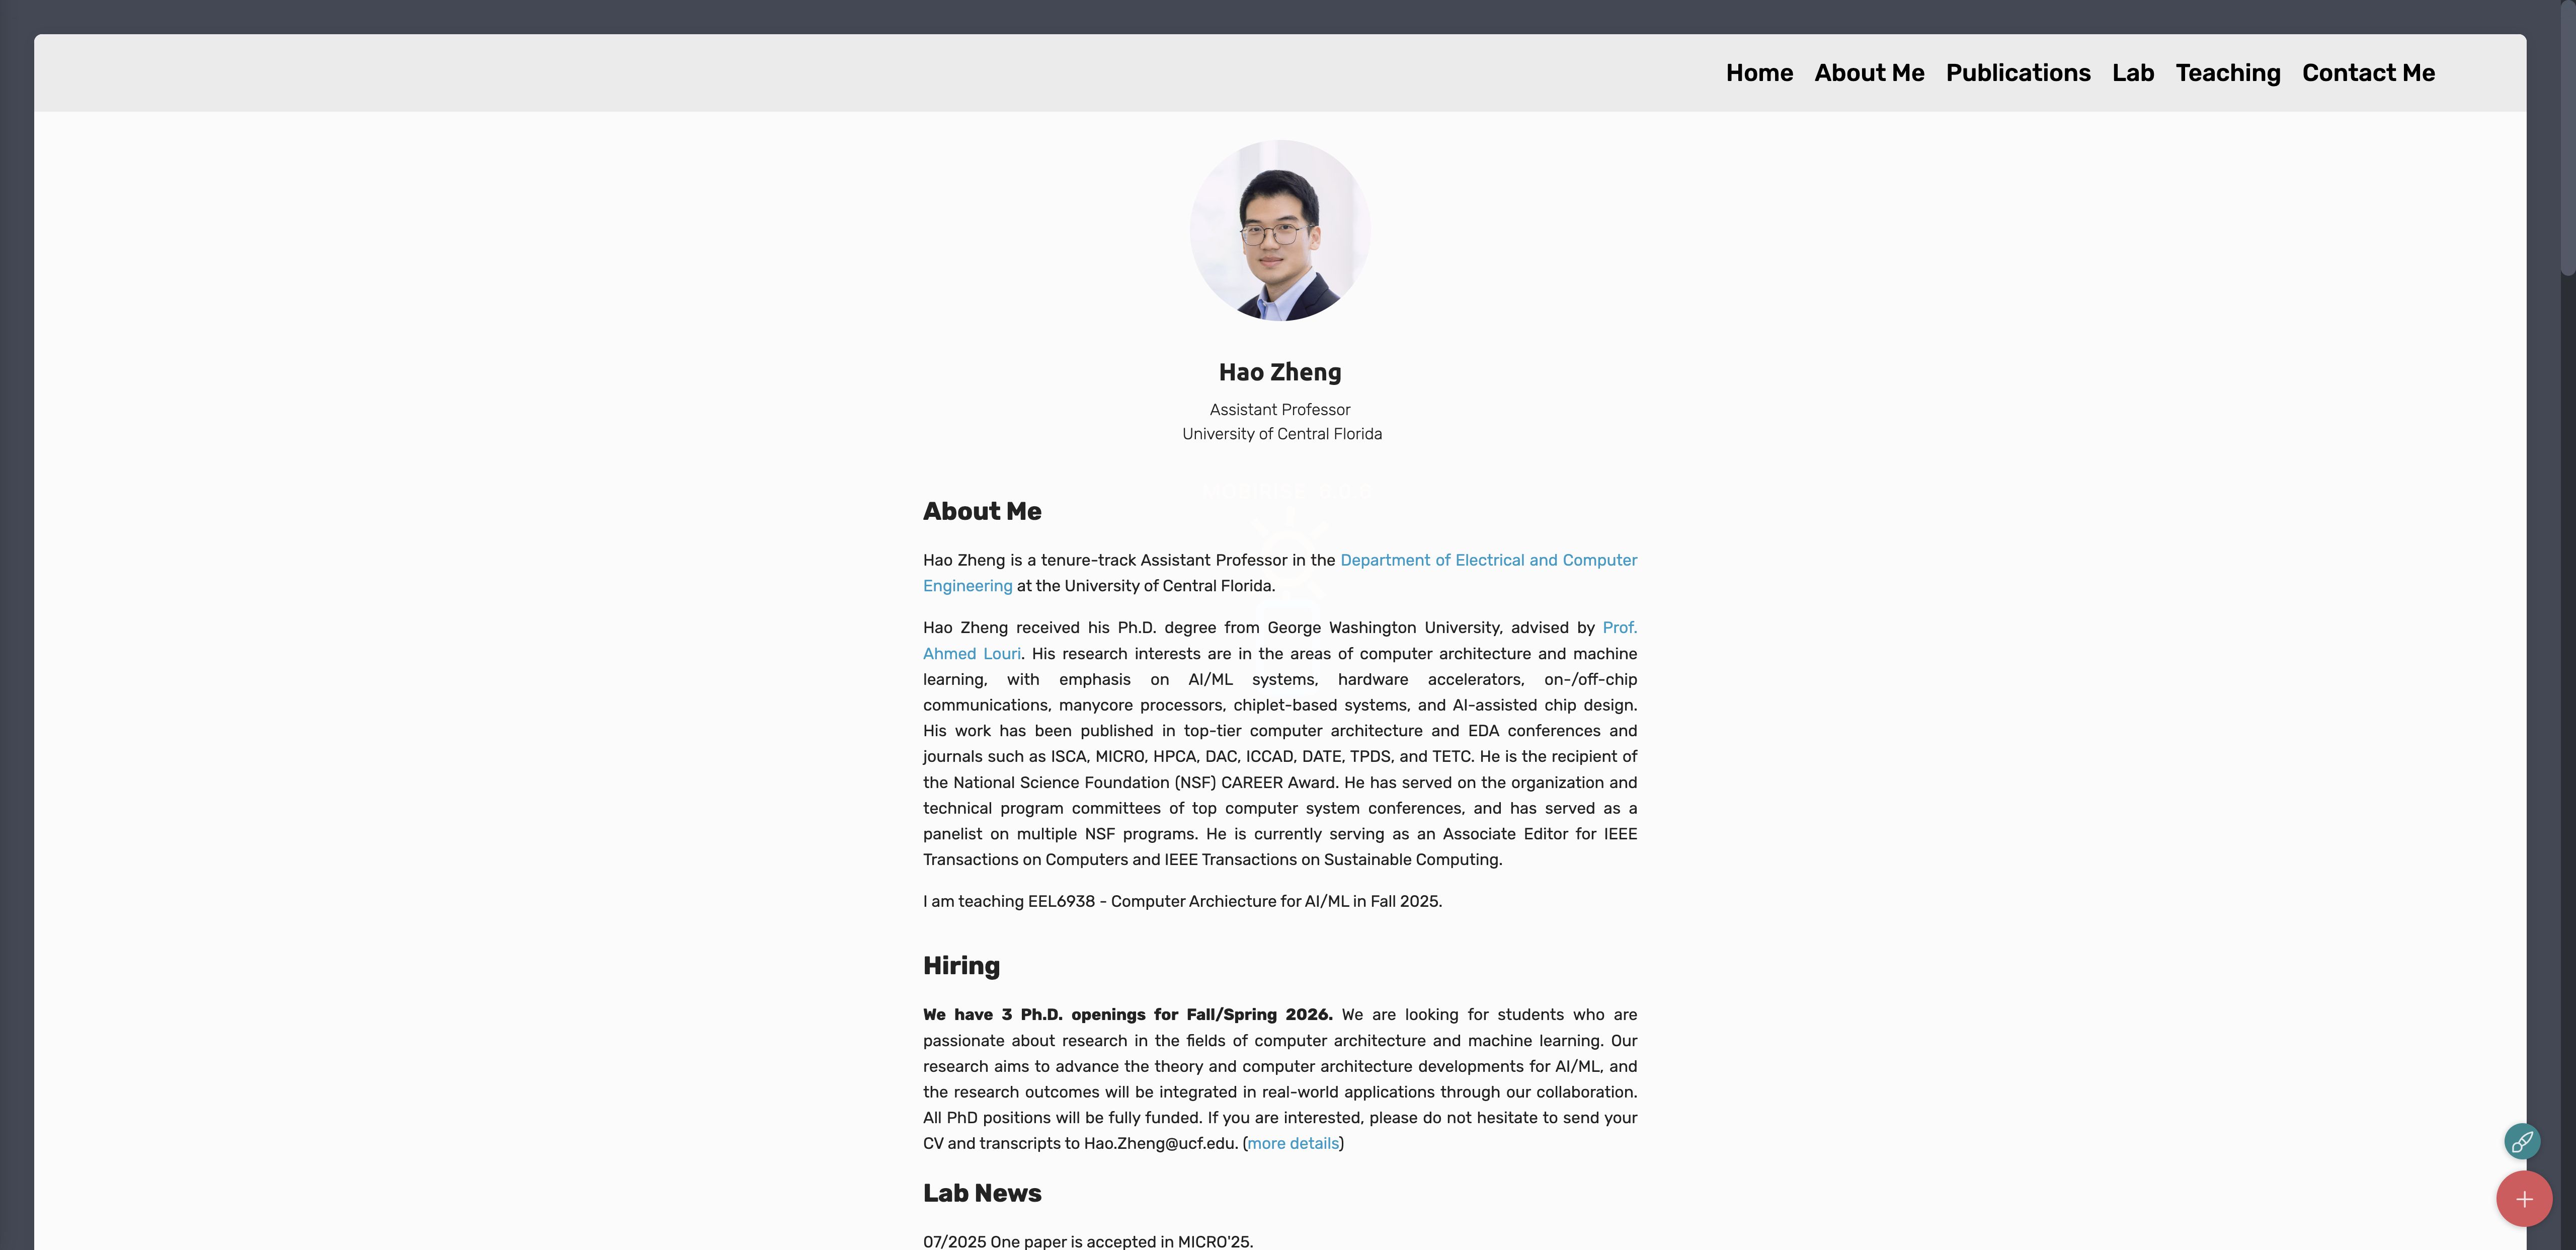 Home About Me Publications Lab Teaching Contact Me
Hao Zheng
Assistant Professor
University of Central Florida
About Me
Hao Zheng is a tenure-track Assistant Professor in the Department of Electrical and Computer
Engineering at the University of Central Florida.
Hao Zheng received his Ph.D. degree from George Washington University, advised by Prof.
Ahmed Louri. His research interests are in the areas of computer architecture and machine
learning, with emphasis on AI/ML systems, hardware accelerators, on-/off-chip
communications, manycore processors, chiplet-based systems, and AI-assisted chip design.
His work has been published in top-tier computer architecture and EDA conferences and
journals such as ISCA, MICRO, HPCA, DAC, ICCAD, DATE, TPDS, and TETC. He is the recipient of
the National Science Foundation (NSF) CAREER Award. He has served on the organization and
technical program committees of top computer system conferences, and has served as a
panelist on multiple NSF programs. He is currently serving as an Associate Editor for IEEE
Transactions on Computers and IEEE Transactions on Sustainable Computing.
I am teaching EEL6938 - Computer Archiecture for AI/ML in Fall 2025.
Hiring
We have 3 Ph.D. openings for Fall/Spring 2026. We are looking for students who are
passionate about research in the fields of computer architecture and machine learning. Our
research aims to advance the theory and computer architecture developments for AI/ML, and
the research outcomes will be integrated in real-world applications through our collaboration.
All PhD positions will be fully funded. If you are interested, please do not hesitate to send your
CV and transcripts to Hao.Zheng@ucf.edu. (more details)
Lab News
07/2025 One paper is accepted in MICRO'25.